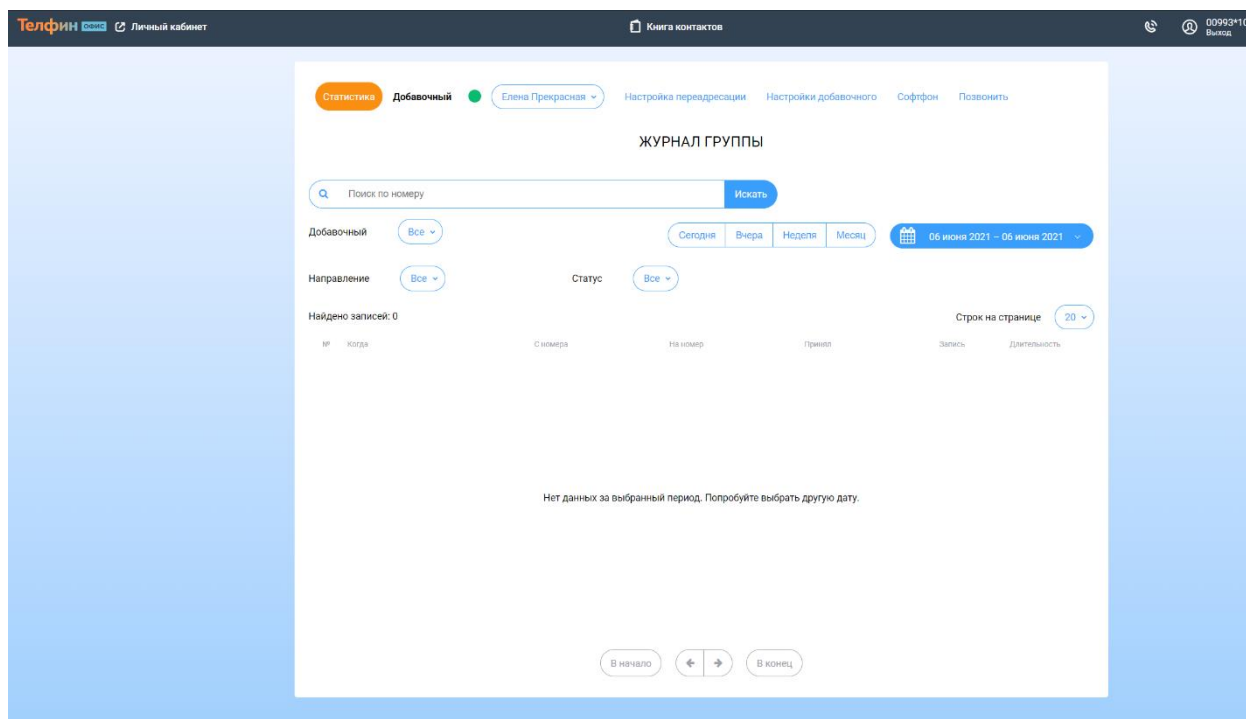 Телфин ОФИС Личный кабинет Книга контактов 00993*10
Выход
Статистика Добавочный Елена Прекрасная Настройка переадресации Настройки добавочного Софтфон Позвонить
ЖУРНАЛ ГРУППЫ
Поиск по номеру Искать
Добавочный Все Сегодня Вчера Неделя Месяц 06 июня 2021 – 06 июня 2021
Направление Все Статус Все
Найдено записей: 0 Строк на странице 20
№ Когда С номера На номер Принял Запись Длительность
Нет данных за выбранный период. Попробуйте выбрать другую дату.
В начало В конец